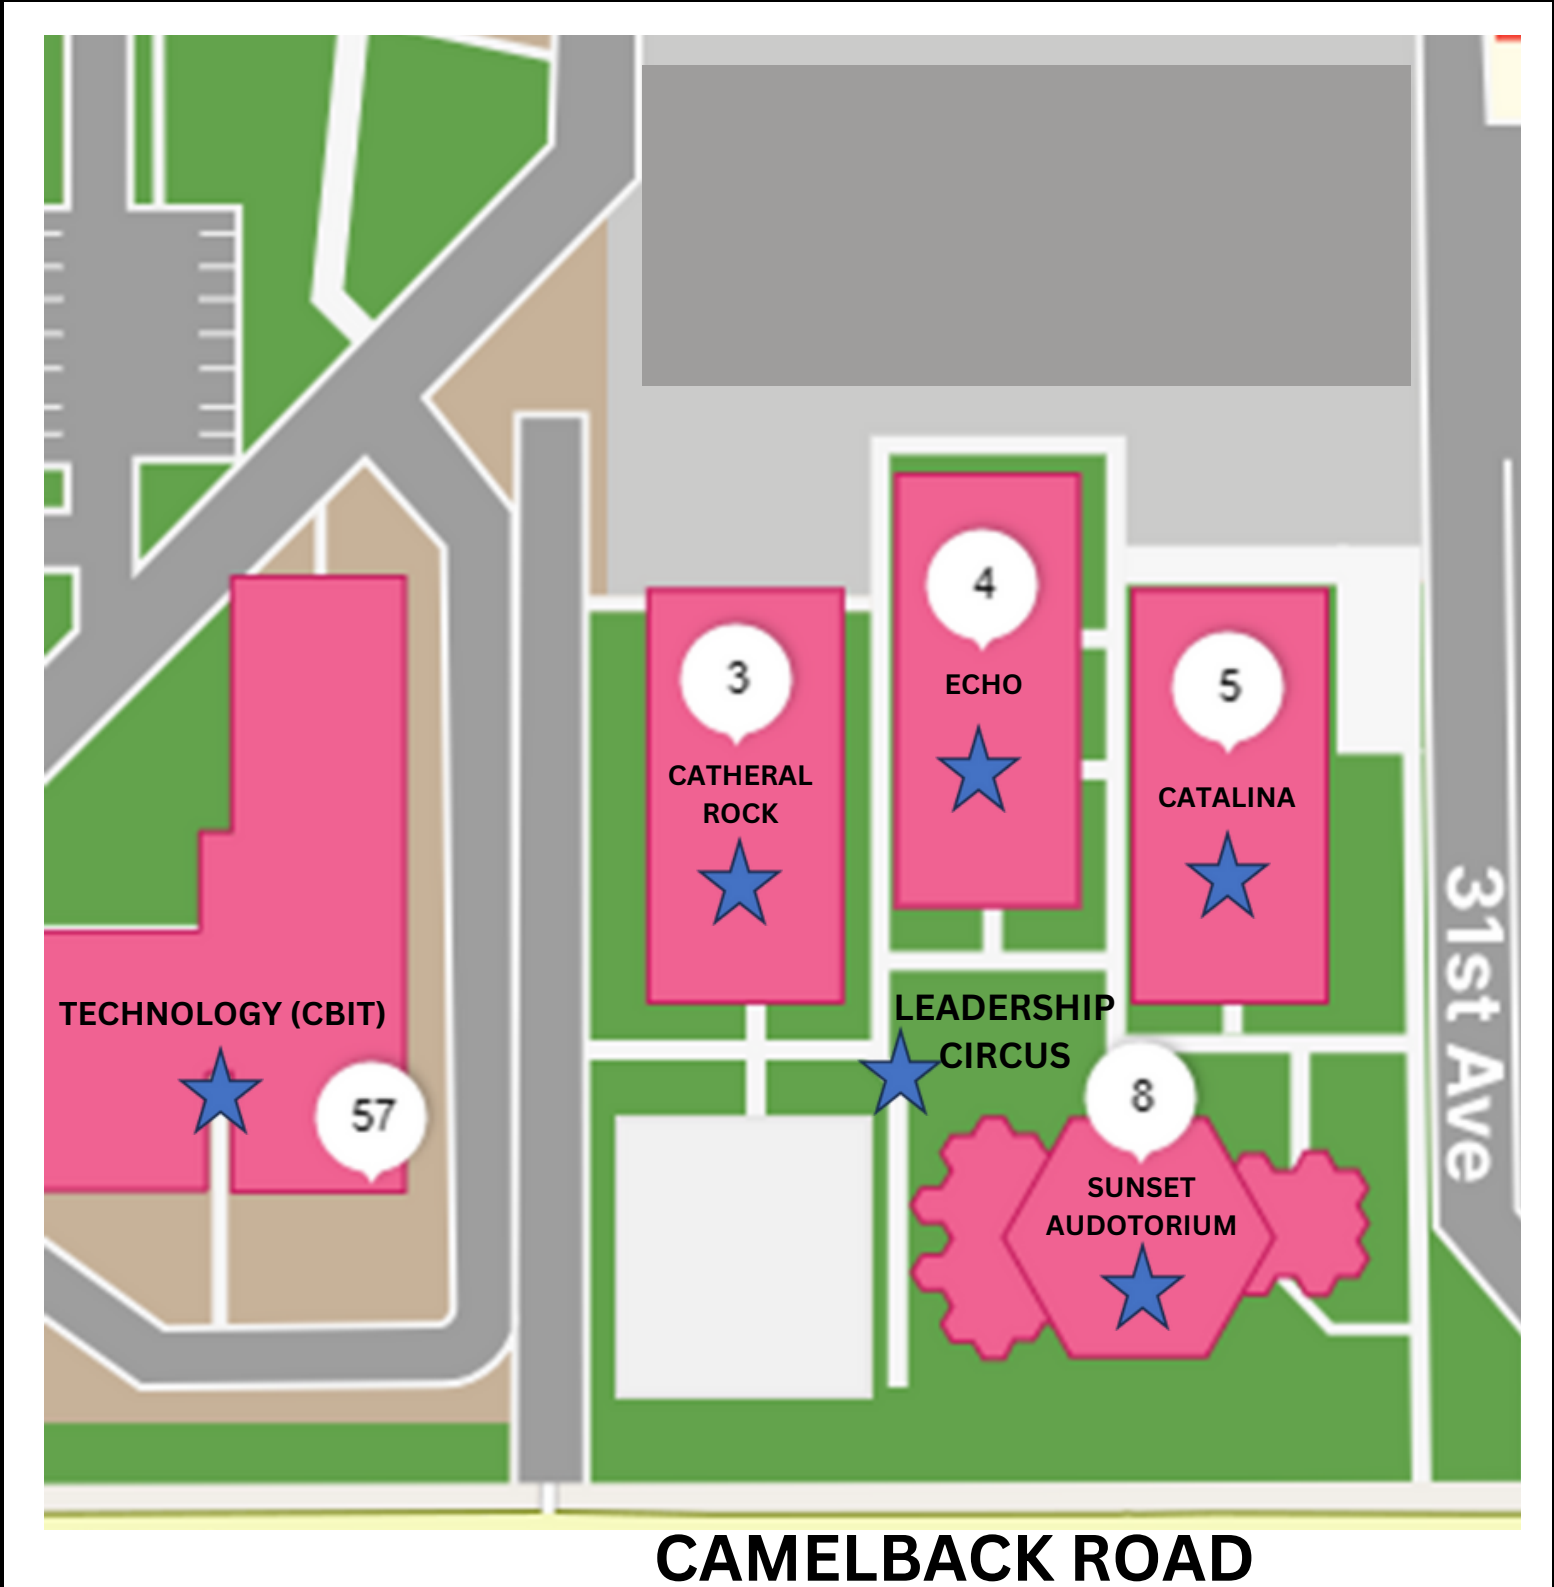 4
ECHO
3
CATHERAL
ROCK
5
CATALINA
31st Ave
TECHNOLOGY (CBIT)
57
LEADERSHIP
CIRCUS
8
SUNSET
AUDOTORIUM
CAMELBACK ROAD